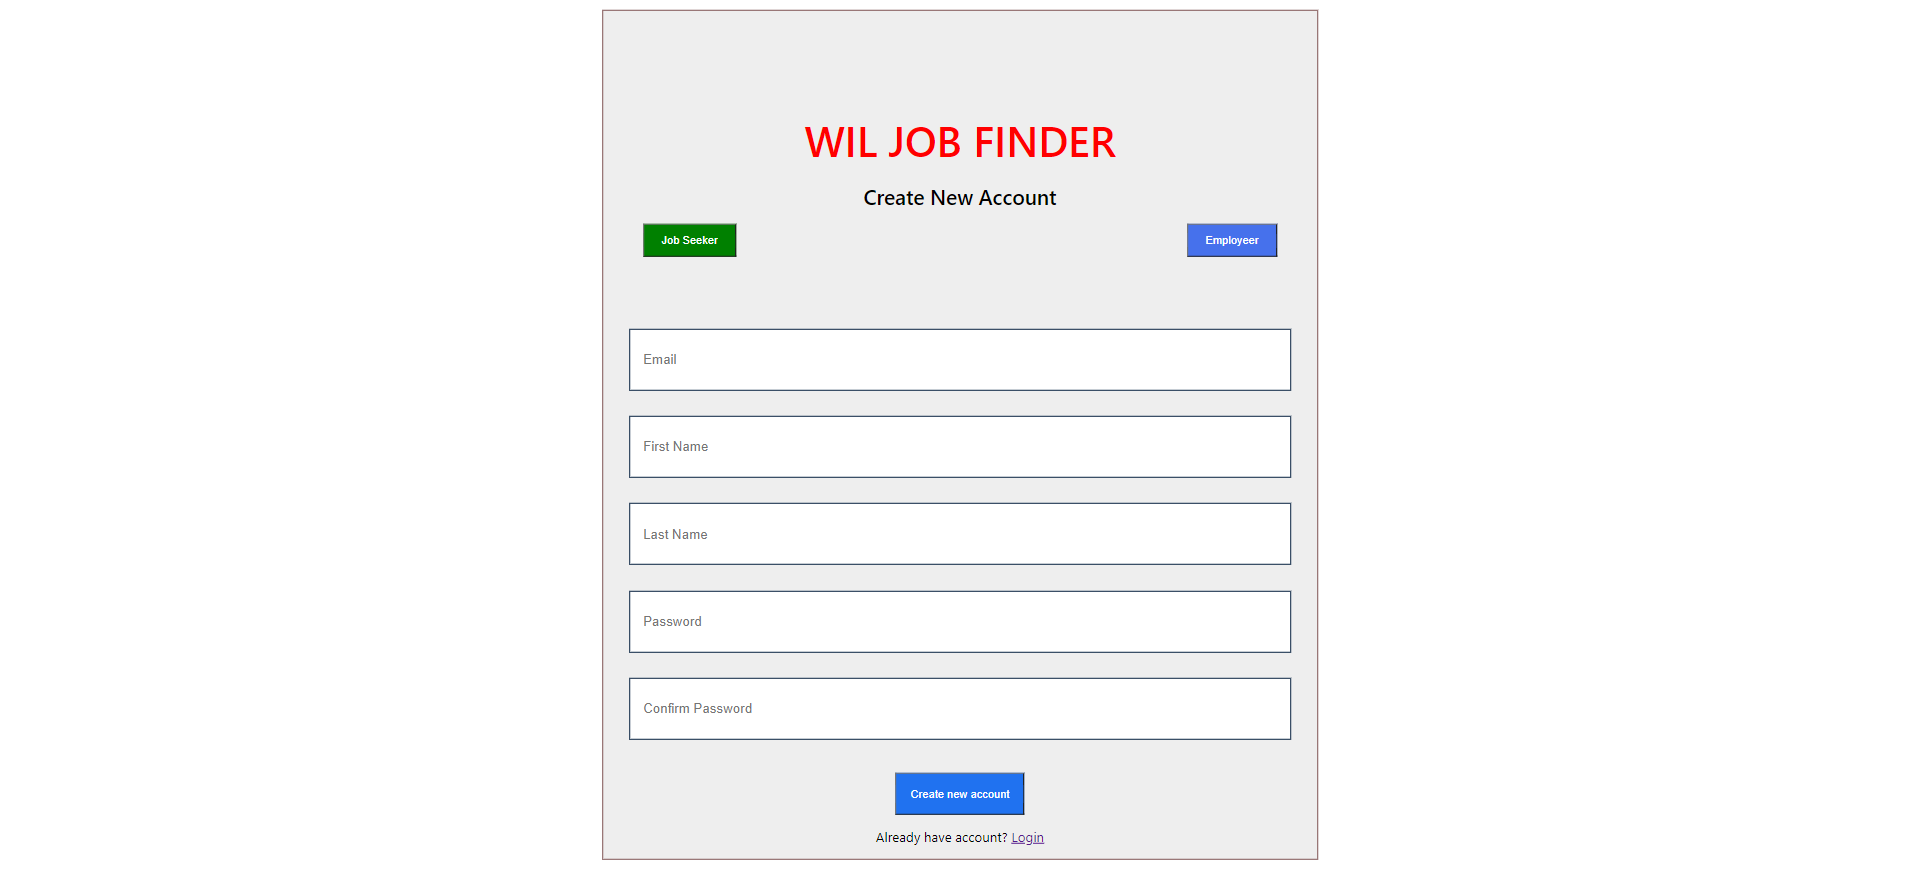 WIL JOB FINDER
Create New Account
Job Seeker
Employeer
Email
First Name
Last Name
Password
Confirm Password
Create new account
Already have account? Login